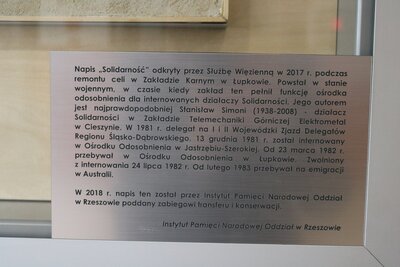 Napis „Solidarność" odkryty przez Służbę Więzienną w 2017 r. podczas
remontu celi w Zakładzie Karnym w Łupkowie. Powstał w stanie
wojennym, w czasie kiedy zakład ten pełnił funkcję ośrodka
odosobnienia dla internowanych działaczy Solidarności. Jego autorem
jest najprawdopodobniej Stanisław Simoni (1938-2008) - działacz
Solidarności w Zakładzie Telemechaniki Górniczej Elektrometal
w Cieszynie. W 1981 r. delegat na I i II Wojewódzki Zjazd Delegatów
Regionu Śląsko-Dąbrowskiego. 13 grudnia 1981 r. został internowany
w Ośrodku Odosobnienia w Jastrzębiu-Szerokiej. Od 23 marca 1982 r.
przebywał w Ośrodku Odosobnienia w Łupkowie. Zwolniony
z internowania 24 lipca 1982 r. Od lutego 1983 przebywał na emigracji
w Australii.
W 2018 r. napis ten został przez Instytut Pamięci Narodowej Oddział
w Rzeszowie poddany zabiegowi transferu i konserwacji.
Instytut Pamięci Narodowej Oddział w Rzeszowie